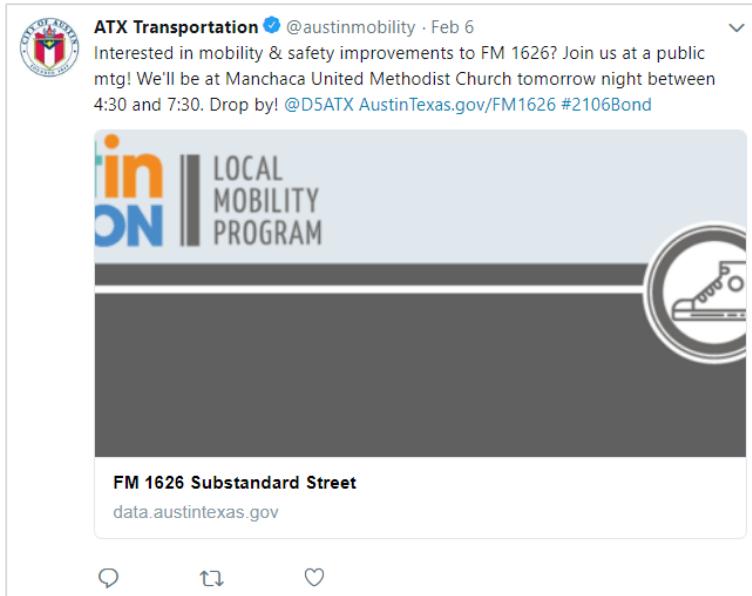 ATX Transportation @austinmobility · Feb 6
Interested in mobility & safety improvements to FM 1626? Join us at a public
mtg! We'll be at Manchaca United Methodist Church tomorrow night between
4:30 and 7:30. Drop by! @D5ATX AustinTexas.gov/FM1626 #2106Bond
in
ON
LOCAL
MOBILITY
PROGRAM
FM 1626 Substandard Street
data.austintexas.gov